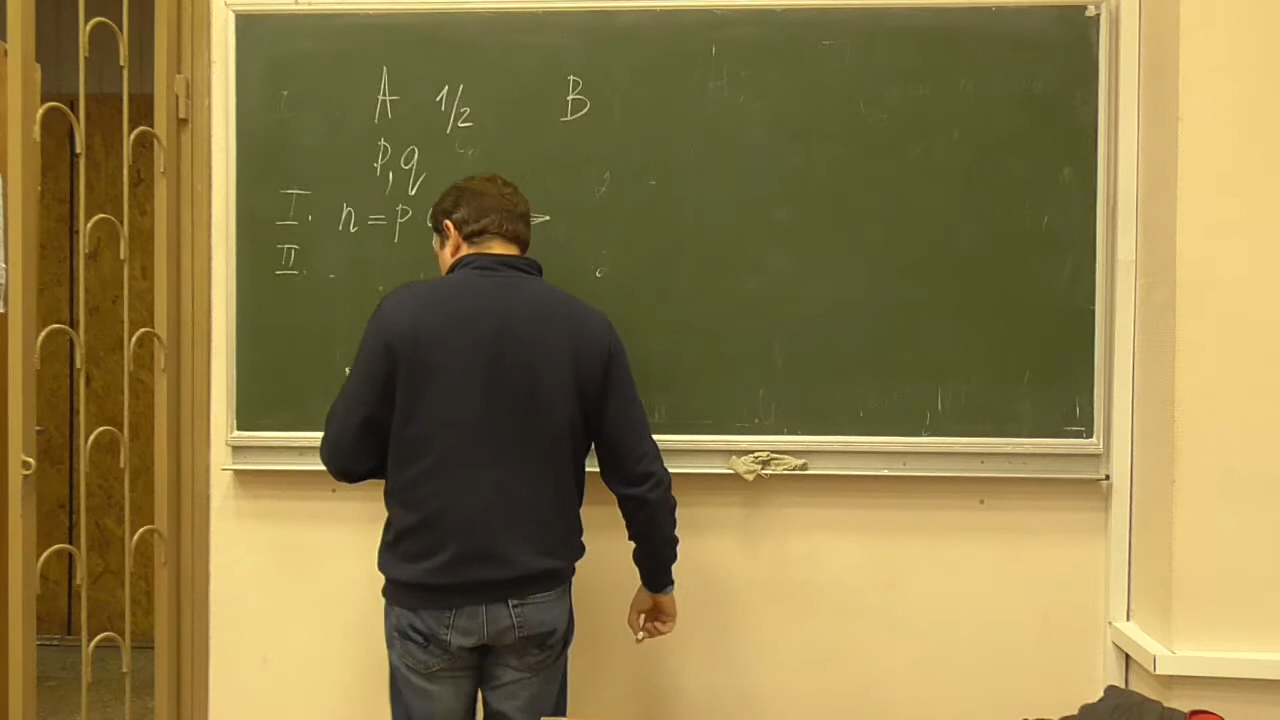 A 1/2 B
p, q
I. n = p
II.